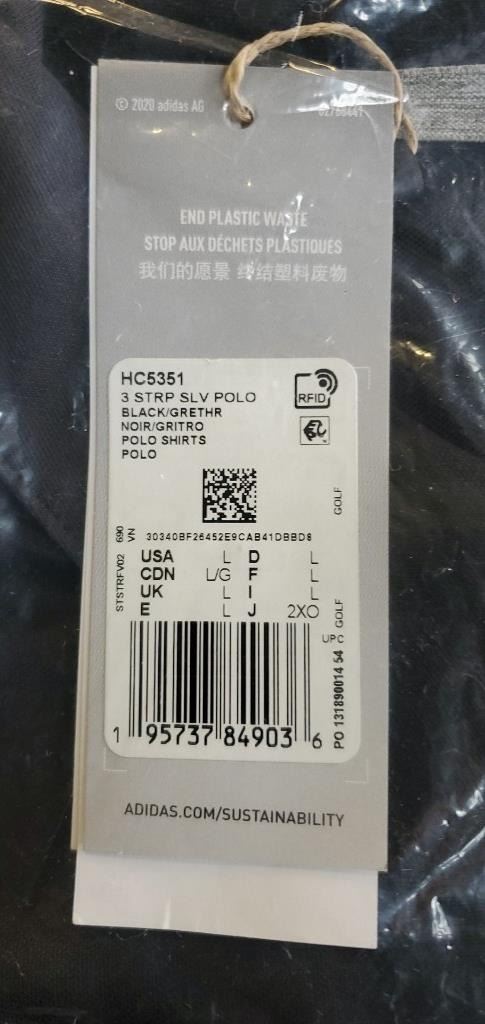 © 2020 adidas AG
END PLASTIC WASTE
STOP AUX DÉCHETS PLASTIQUES
我们的愿景 终结塑料废物
HC5351
3 STRP SLV POLO
BLACK/GRETHR
NOIR/GRITRO
POLO SHIRTS
POLO
RFID
GOLF
690
VN
STSTRFV02
30340BF26452E9CAB41DBBD8
USA L D L
CDN L/G F L
UK L I L
E L J 2XO
GOLF
UPC
PO 131890014 54
1 95737 84903 6
ADIDAS.COM/SUSTAINABILITY